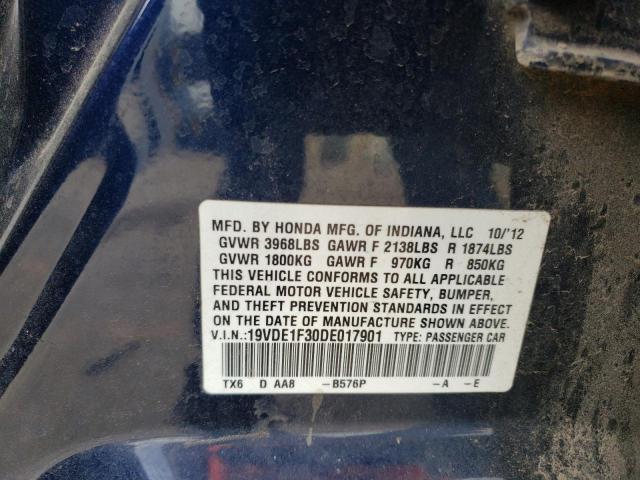 MFD. BY HONDA MFG. OF INDIANA, LLC 10/'12
GVWR 3968LBS GAWR F 2138LBS R 1874LBS
GVWR 1800KG GAWR F 970KG R 850KG
THIS VEHICLE CONFORMS TO ALL APPLICABLE
FEDERAL MOTOR VEHICLE SAFETY, BUMPER,
AND THEFT PREVENTION STANDARDS IN EFFECT
ON THE DATE OF MANUFACTURE SHOWN ABOVE.
V.I.N.:19VDE1F30DE017901 TYPE: PASSENGER CAR
TX6 D AA8 -B576P -A -E